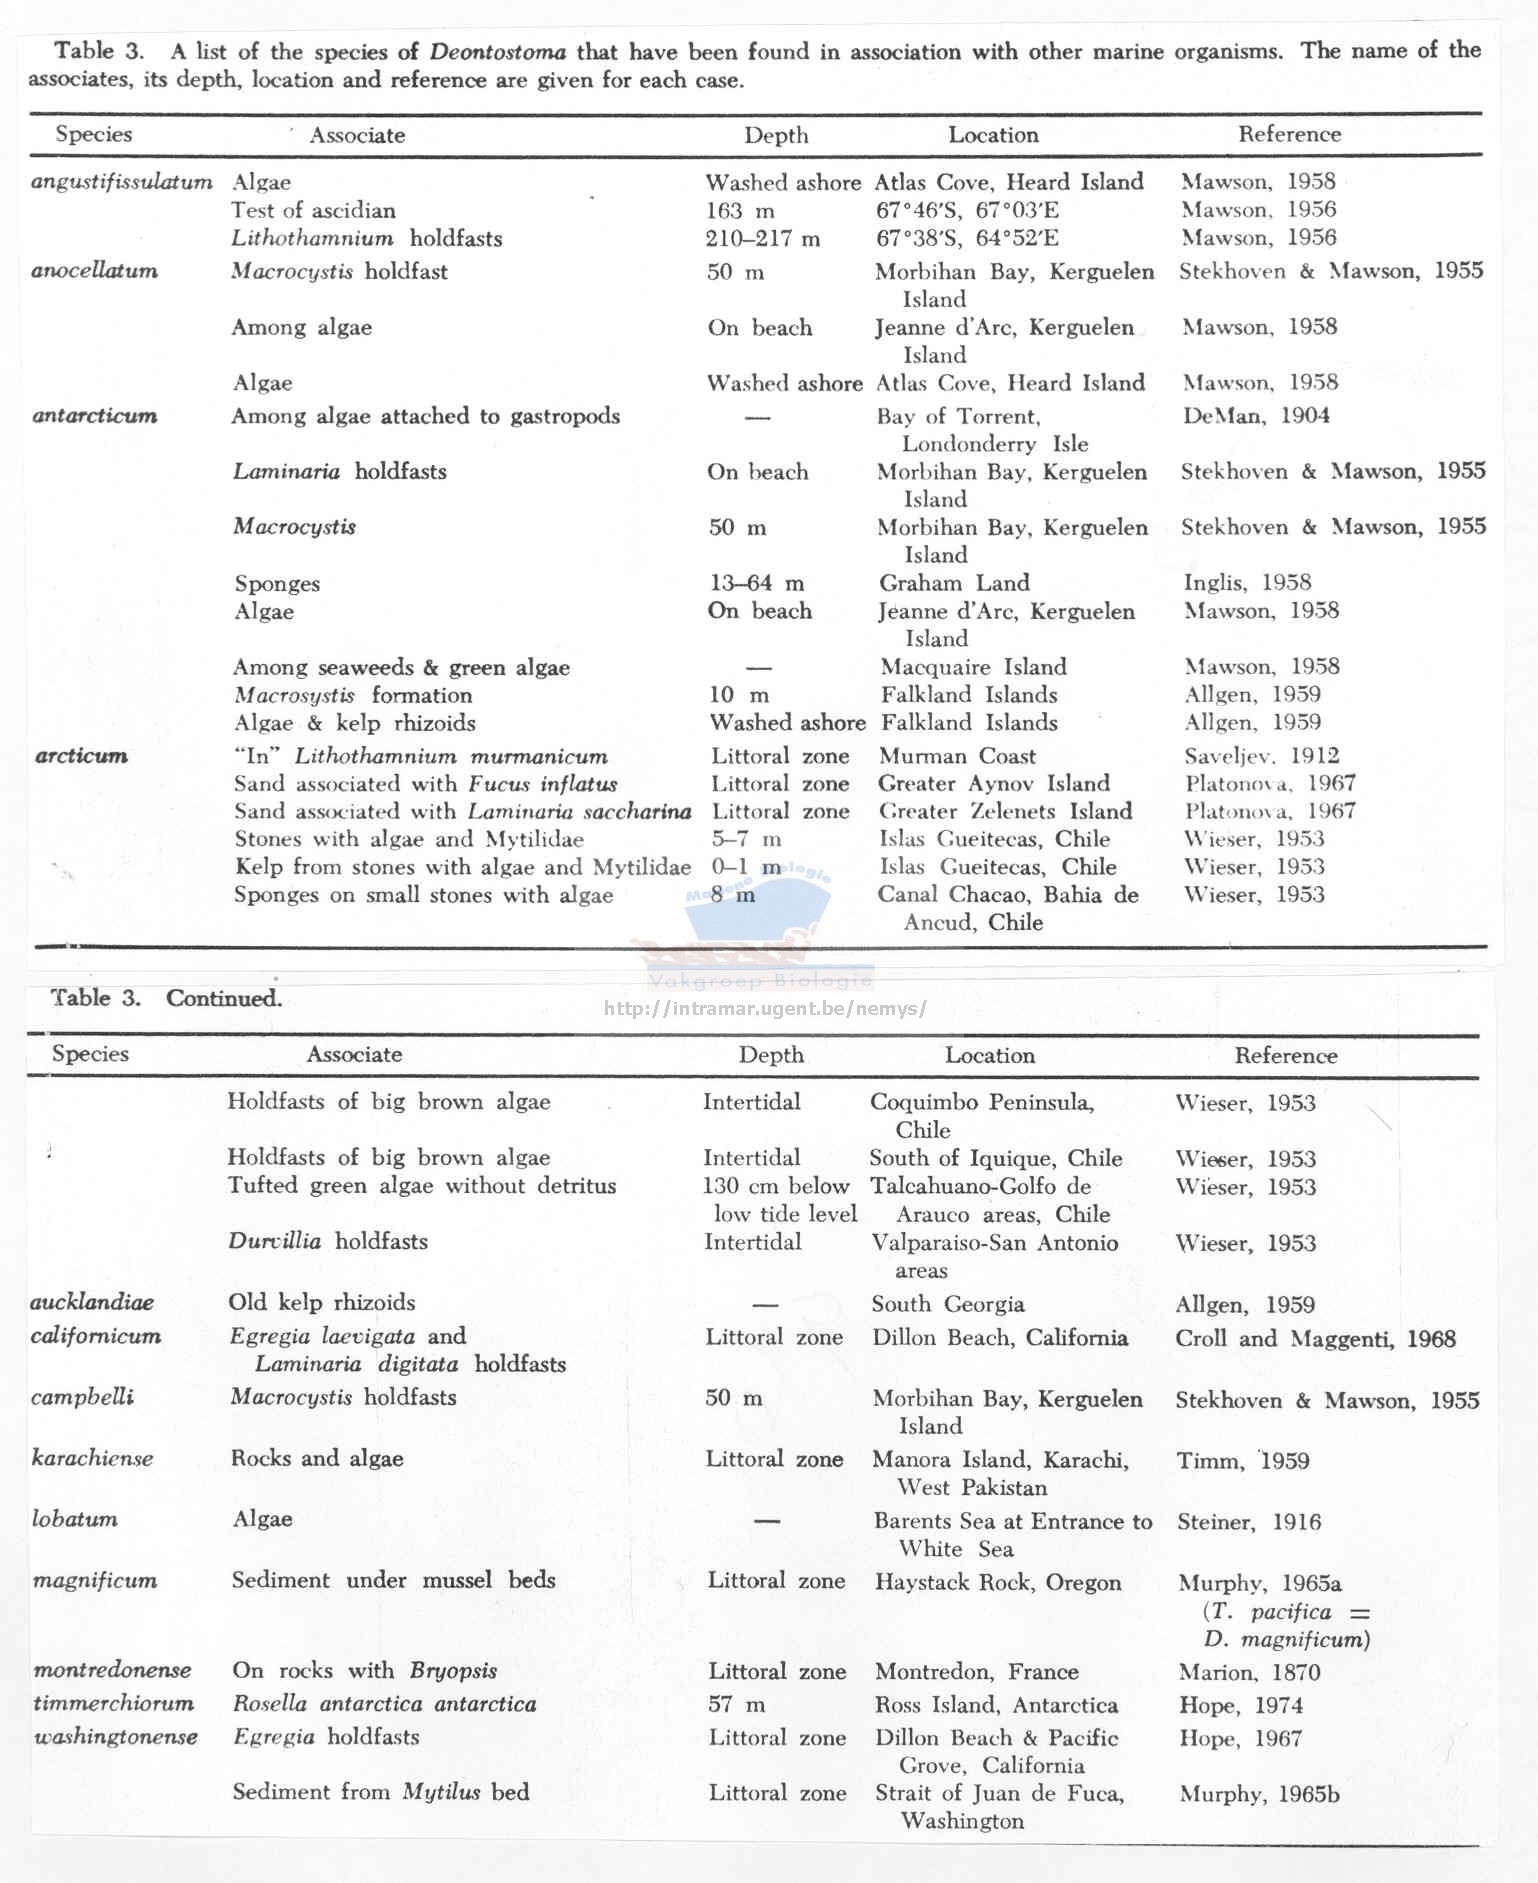 Table 3. A list of the species of Deontostoma that have been found in association with other marine organisms. The name of the
associates, its depth, location and reference are given for each case.
Species Associate Depth Location Reference
angustifissulatum Algae Washed ashore Atlas Cove, Heard Island Mawson, 1958
Test of ascidian 163 m 67°46′S, 67°03′E Mawson, 1956
Lithothamnium holdfasts 210–217 m 67°38′S, 64°52′E Mawson, 1956
anocellatum Macrocystis holdfast 50 m Morbihan Bay, Kerguelen Stekhoven & Mawson, 1955
Island
Among algae On beach Jeanne d'Arc, Kerguelen Mawson, 1958
Island
Algae Washed ashore Atlas Cove, Heard Island Mawson, 1958
antarcticum Among algae attached to gastropods — Bay of Torrent, DeMan, 1904
Londonderry Isle
Laminaria holdfasts On beach Morbihan Bay, Kerguelen Stekhoven & Mawson, 1955
Island
Macrocystis 50 m Morbihan Bay, Kerguelen Stekhoven & Mawson, 1955
Island
Sponges 13–64 m Graham Land Inglis, 1958
Algae On beach Jeanne d'Arc, Kerguelen Mawson, 1958
Island
Among seaweeds & green algae — Macquaire Island Mawson, 1958
Macrosystis formation 10 m Falkland Islands Allgen, 1959
Algae & kelp rhizoids Washed ashore Falkland Islands Allgen, 1959
arcticum "In" Lithothamnium murmanicum Littoral zone Murman Coast Saveljev, 1912
Sand associated with Fucus inflatus Littoral zone Greater Aynov Island Platonova, 1967
Sand associated with Laminaria saccharina Littoral zone Greater Zelenets Island Platonova, 1967
Stones with algae and Mytilidae 5–7 m Islas Gueitecas, Chile Wieser, 1953
Kelp from stones with algae and Mytilidae 0–1 m Islas Gueitecas, Chile Wieser, 1953
Sponges on small stones with algae 8 m Canal Chacao, Bahia de Wieser, 1953
Ancud, Chile
Mariene Biologie
Vakgroep Biologie
Table 3. Continued.
http://intramar.ugent.be/nemys/
Species Associate Depth Location Reference
Holdfasts of big brown algae Intertidal Coquimbo Peninsula, Wieser, 1953
Chile
Holdfasts of big brown algae Intertidal South of Iquique, Chile Wieser, 1953
Tufted green algae without detritus 130 cm below Talcahuano-Golfo de Wieser, 1953
low tide level Arauco areas, Chile
Durvillia holdfasts Intertidal Valparaiso-San Antonio Wieser, 1953
areas
aucklandiae Old kelp rhizoids — South Georgia Allgen, 1959
californicum Egregia laevigata and Littoral zone Dillon Beach, California Croll and Maggenti, 1968
Laminaria digitata holdfasts
campbelli Macrocystis holdfasts 50 m Morbihan Bay, Kerguelen Stekhoven & Mawson, 1955
Island
karachiense Rocks and algae Littoral zone Manora Island, Karachi, Timm, 1959
West Pakistan
lobatum Algae — Barents Sea at Entrance to Steiner, 1916
White Sea
magnificum Sediment under mussel beds Littoral zone Haystack Rock, Oregon Murphy, 1965a
(T. pacifica =
D. magnificum)
montredonense On rocks with Bryopsis Littoral zone Montredon, France Marion, 1870
timmerchiorum Rosella antarctica antarctica 57 m Ross Island, Antarctica Hope, 1974
washingtonense Egregia holdfasts Littoral zone Dillon Beach & Pacific Hope, 1967
Grove, California
Sediment from Mytilus bed Littoral zone Strait of Juan de Fuca, Murphy, 1965b
Washington